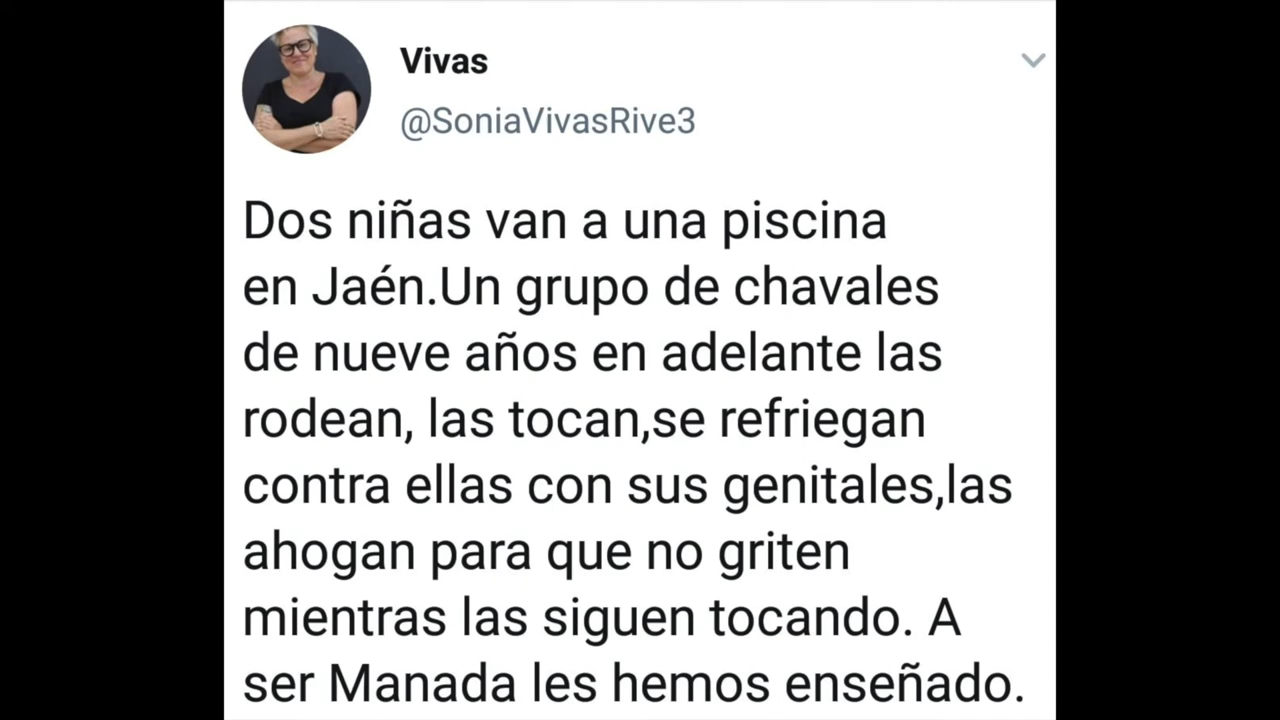 Vivas
@SoniaVivasRive3
Dos niñas van a una piscina
en Jaén.Un grupo de chavales
de nueve años en adelante las
rodean, las tocan,se refriegan
contra ellas con sus genitales,las
ahogan para que no griten
mientras las siguen tocando. A
ser Manada les hemos enseñado.